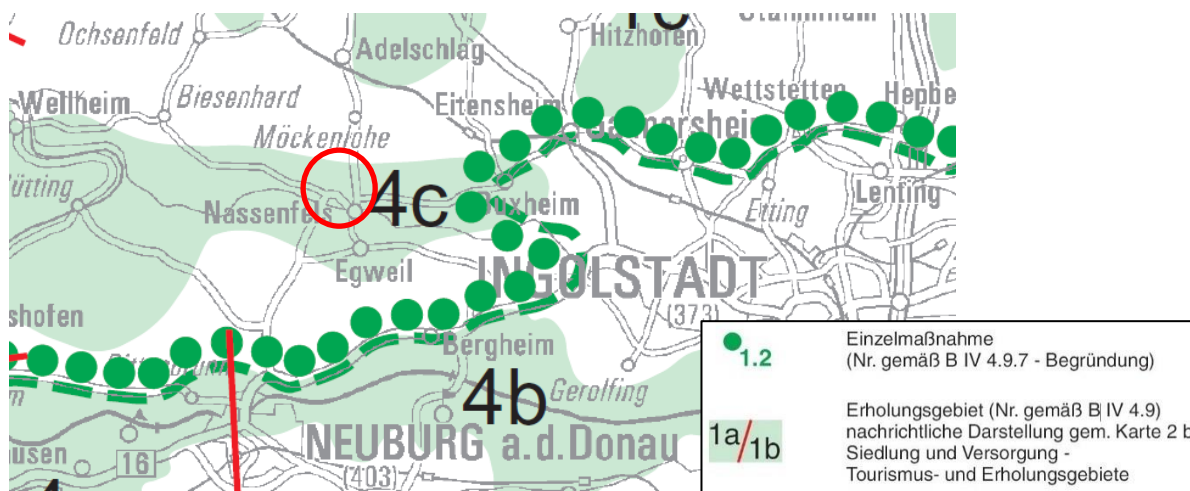 Ochsenfeld
Adelschlag
Hitzhofen
Wellheim
Biesenhard
Eitensheim
Wettstetten
Möckenlohe
Lenting
Nassenfels
4c
Etting
Egweil
INGOLSTADT
(373)
shofen
Bergheim
Gerolfing
4b
NEUBURG a.d.Donau
usen
16
(403)
1.2
Einzelmaßnahme
(Nr. gemäß B IV 4.9.7 - Begründung)
1a/1b
Erholungsgebiet (Nr. gemäß B IV 4.9)
nachrichtliche Darstellung gem. Karte 2 b
Siedlung und Versorgung -
Tourismus- und Erholungsgebiete